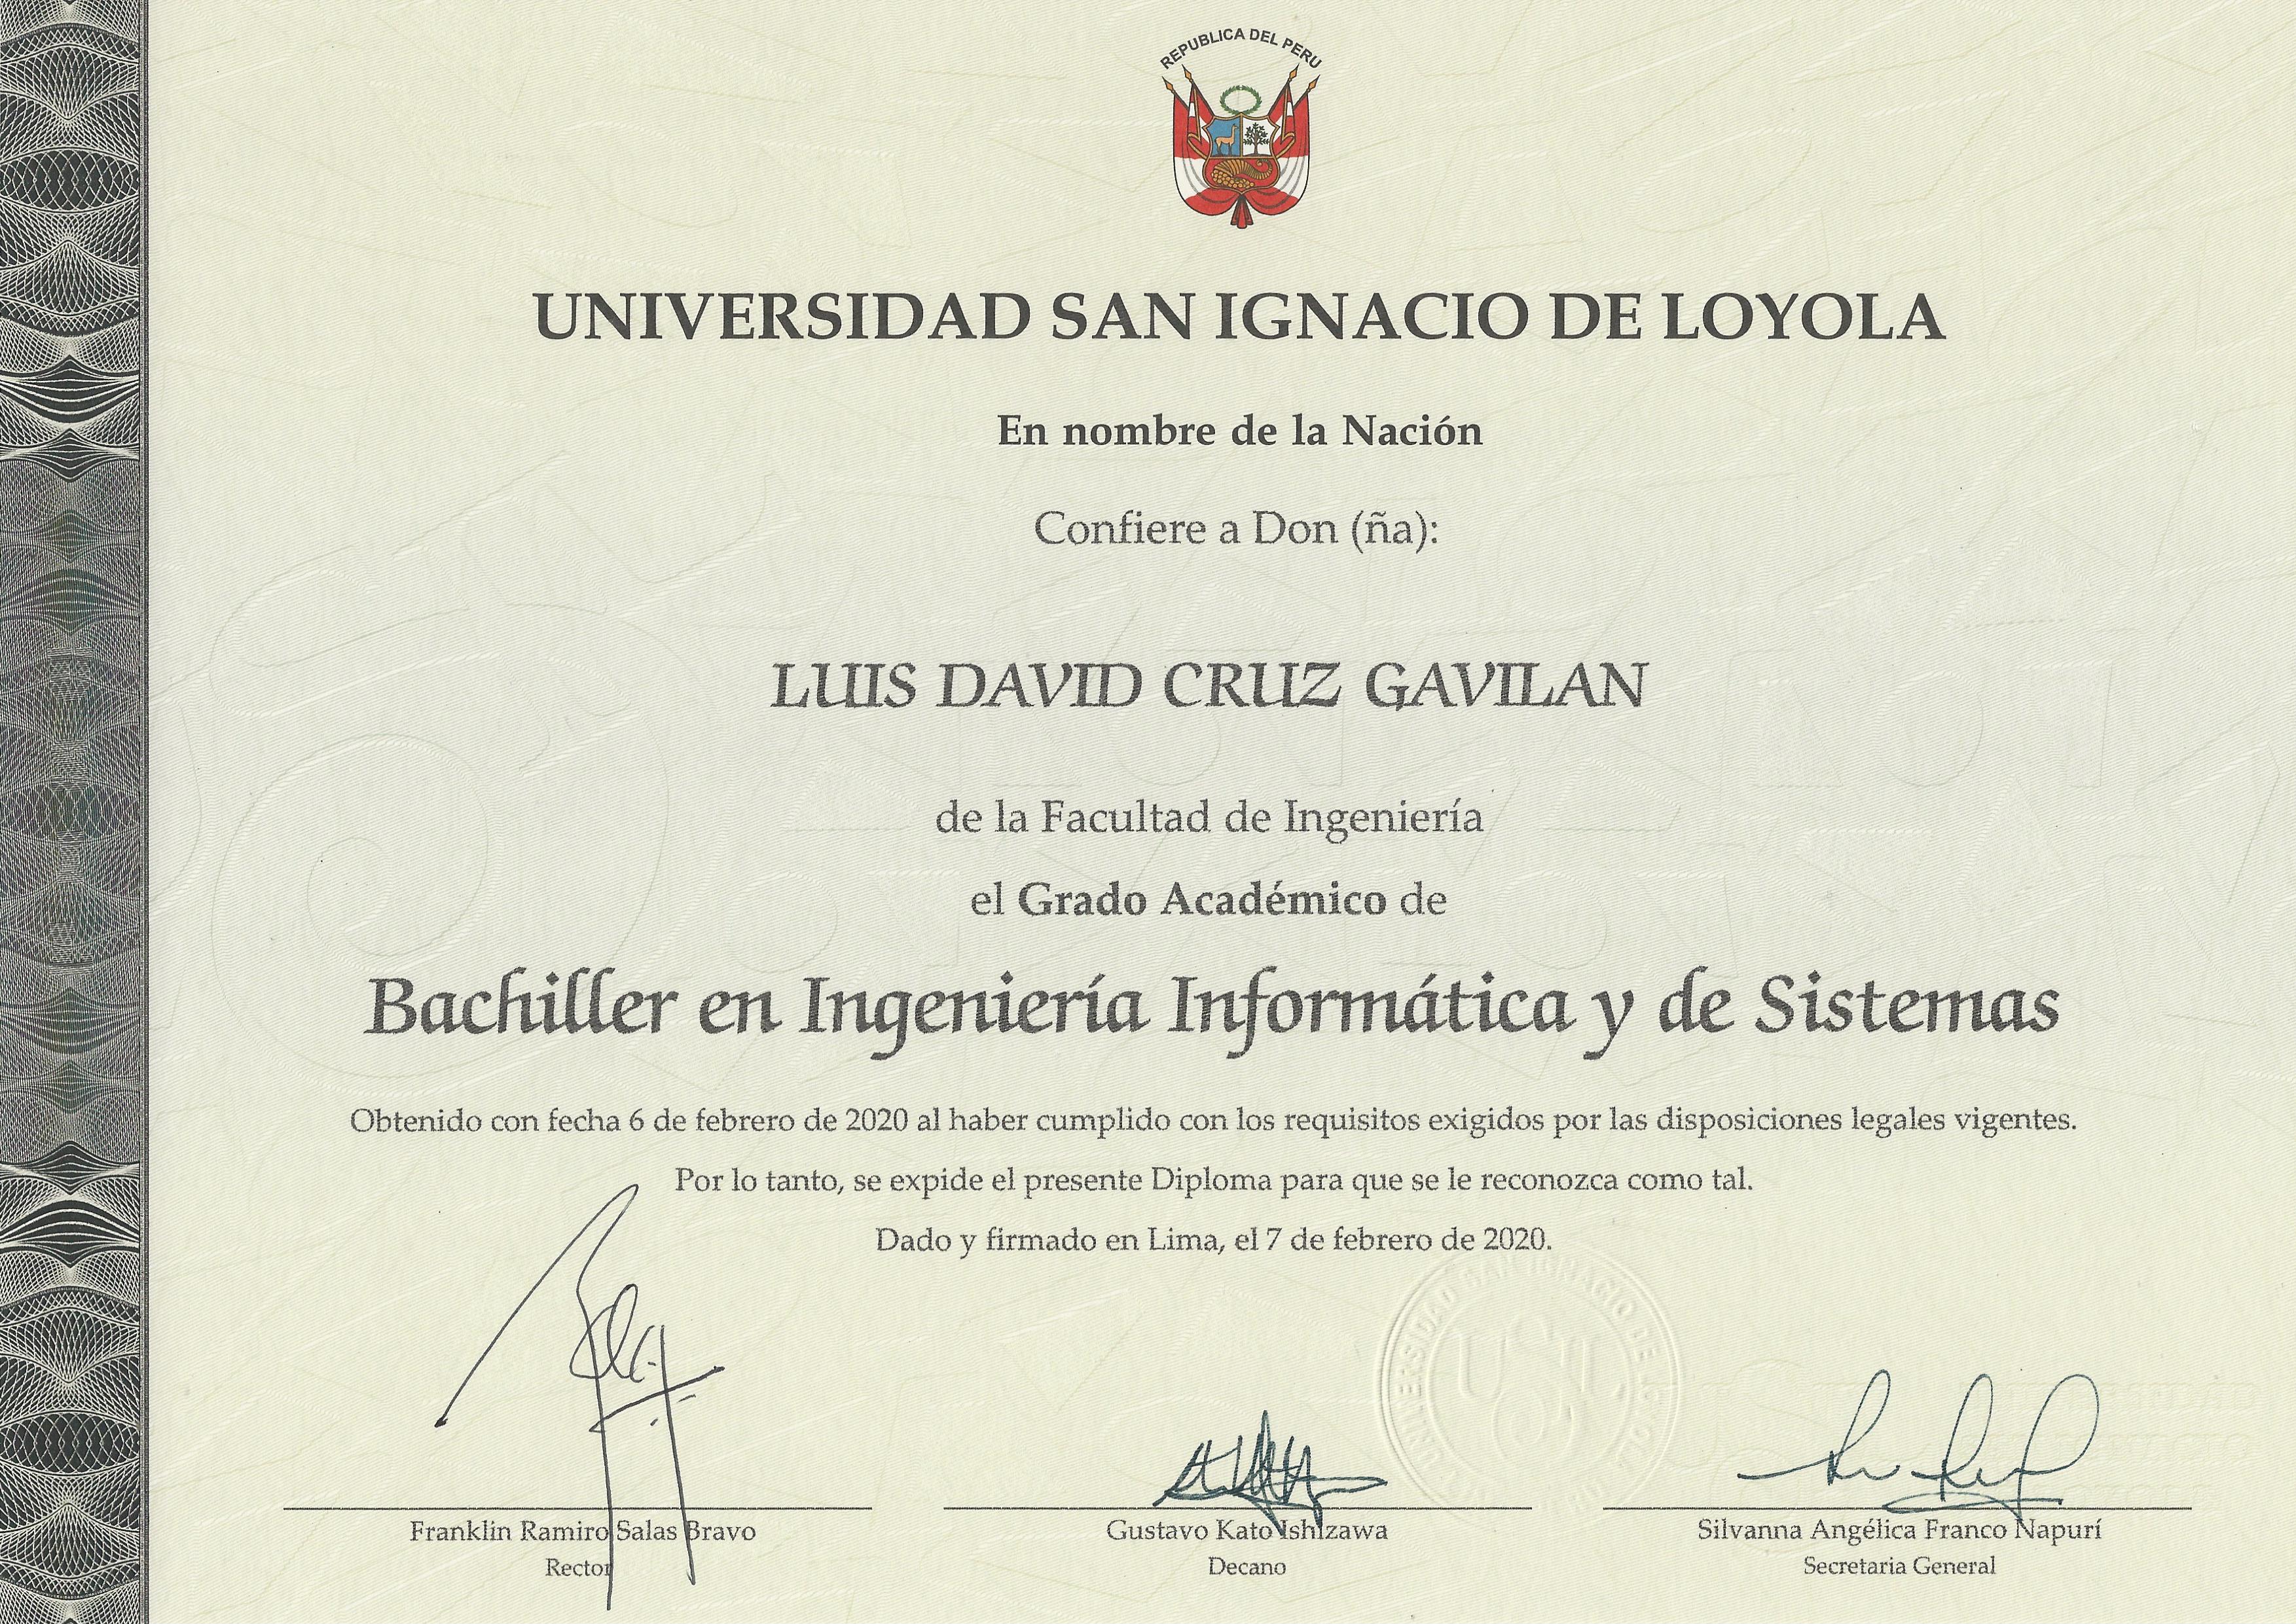 REPUBLICA DEL PERU
UNIVERSIDAD SAN IGNACIO DE LOYOLA
En nombre de la Nación
Confiere a Don (ña):
LUIS DAVID CRUZ GAVILAN
de la Facultad de Ingeniería
el Grado Académico de
Bachiller en Ingeniería Informática y de Sistemas
Obtenido con fecha 6 de febrero de 2020 al haber cumplido con los requisitos exigidos por las disposiciones legales vigentes.
Por lo tanto, se expide el presente Diploma para que se le reconozca como tal.
Dado y firmado en Lima, el 7 de febrero de 2020.
UNIVERSIDAD SAN IGNACIO DE LOYOLA
USIL
Franklin Ramiro Salas Bravo
Rector
Gustavo Kato Ishizawa
Decano
Silvanna Angélica Franco Napurí
Secretaria General